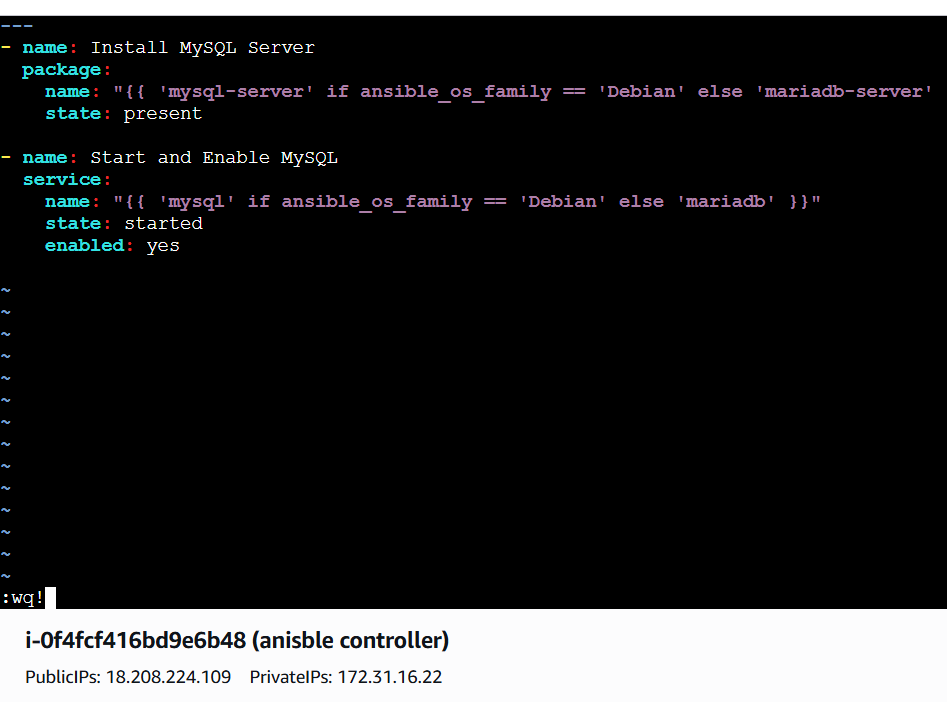 ---
- name: Install MySQL Server
  package:
    name: "{{ 'mysql-server' if ansible_os_family == 'Debian' else 'mariadb-server'
    state: present

- name: Start and Enable MySQL
  service:
    name: "{{ 'mysql' if ansible_os_family == 'Debian' else 'mariadb' }}"
    state: started
    enabled: yes

~
~
~
~
~
~
~
~
~
~
~
~
~
~
:wq!
i-0f4fcf416bd9e6b48 (anisble controller)
PublicIPs: 18.208.224.109 PrivateIPs: 172.31.16.22